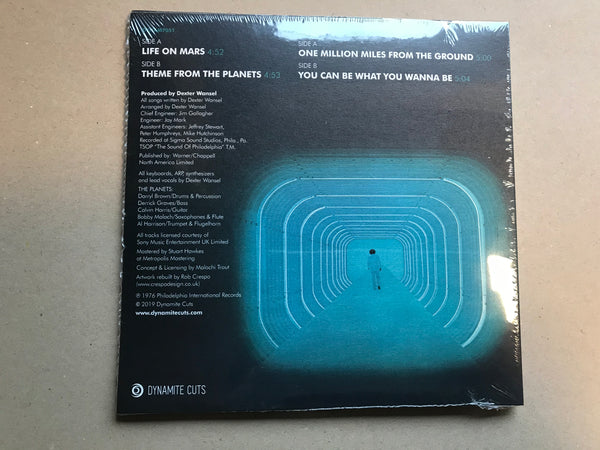 SIDE A
LIFE ON MARS 4:52
SIDE B
THEME FROM THE PLANETS 4:53
SIDE A
ONE MILLION MILES FROM THE GROUND 5:00
SIDE B
YOU CAN BE WHAT YOU WANNA BE 5:04
Produced by Dexter Wansel
All songs written by Dexter Wansel
Arranged by Dexter Wansel
Chief Engineer: Jim Gallagher
Engineer: Jay Mark
Assistant Engineers: Jeffrey Stewart,
Peter Humphreys, Mike Hutchinson
Recorded at Sigma Sound Studios, Phila., Pa.
TSOP "The Sound Of Philadelphia" T.M.
Published by: Warner/Chappell
North America Limited
All keyboards, ARP, synthesizers
and lead vocals by Dexter Wansel
THE PLANETS:
Darryl Brown/Drums & Percussion
Derrick Graves/Bass
Calvin Harris/Guitar
Bobby Malach/Saxophones & Flute
Al Harrison/Trumpet & Flugelhorn
All tracks licensed courtesy of
Sony Music Entertainment UK Limited
Mastered by Stuart Hawkes
at Metropolis Mastering
Concept & Licensing by Malachi Trout
Artwork rebuilt by Rob Crespo
(www.crespodesign.co.uk)
℗ 1976 Philadelphia International Records
© 2019 Dynamite Cuts
www.dynamitecuts.com
DYNAMITE CUTS